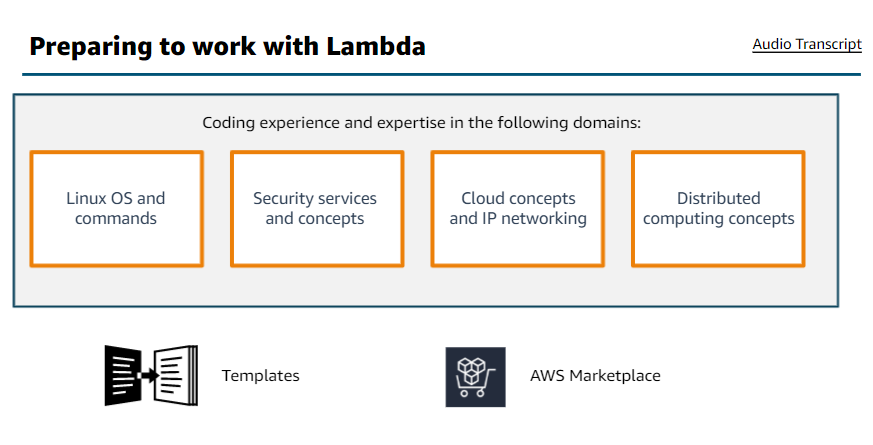 Preparing to work with Lambda
Audio Transcript
Coding experience and expertise in the following domains:
Linux OS and
commands
Security services
and concepts
Cloud concepts
and IP networking
Distributed
computing concepts
Templates
AWS Marketplace